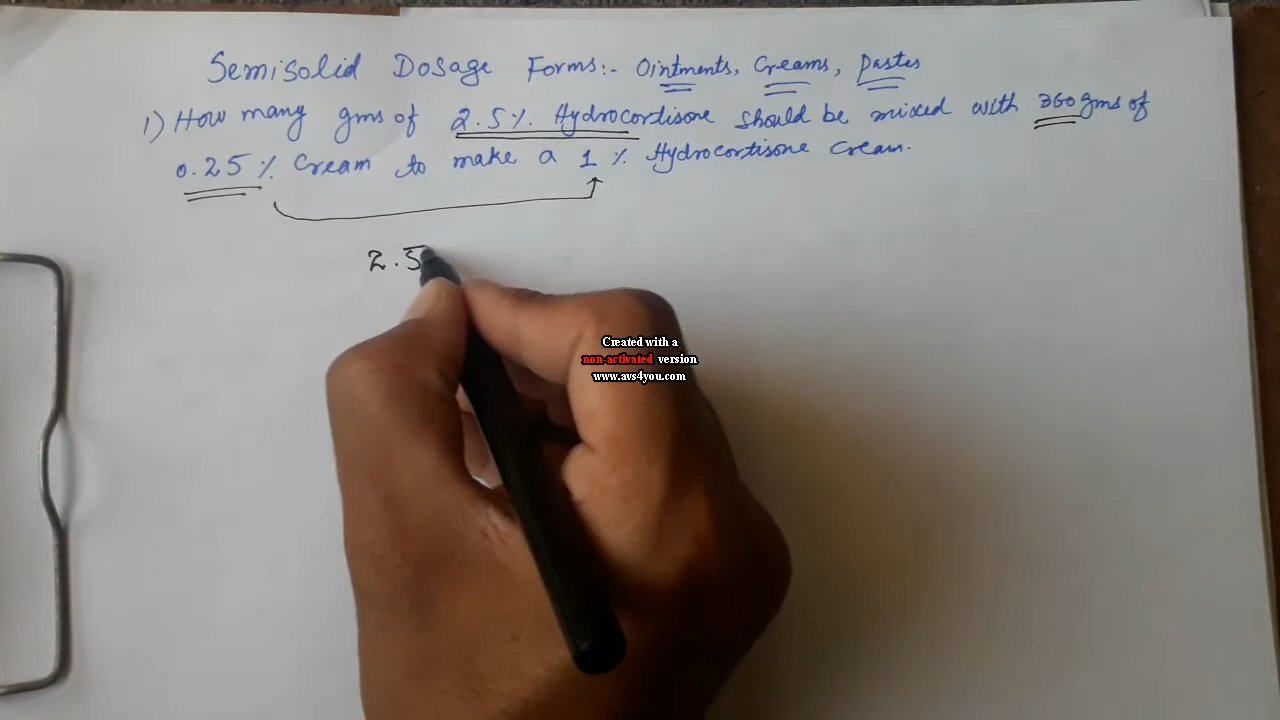 Semisolid Dosage Forms:- Ointments, Creams, Pastes
1) How many gms of 2.5% Hydrocortisone should be mixed with 360 gms of
0.25% Cream to make a 1% Hydrocortisone Cream.
2.5
Created with a
non-activated version
www.avs4you.com